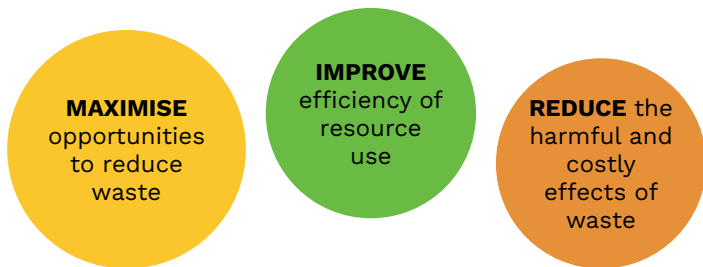 MAXIMISE
opportunities
to reduce
waste
IMPROVE
efficiency of
resource
use
REDUCE the
harmful and
costly
effects of
waste